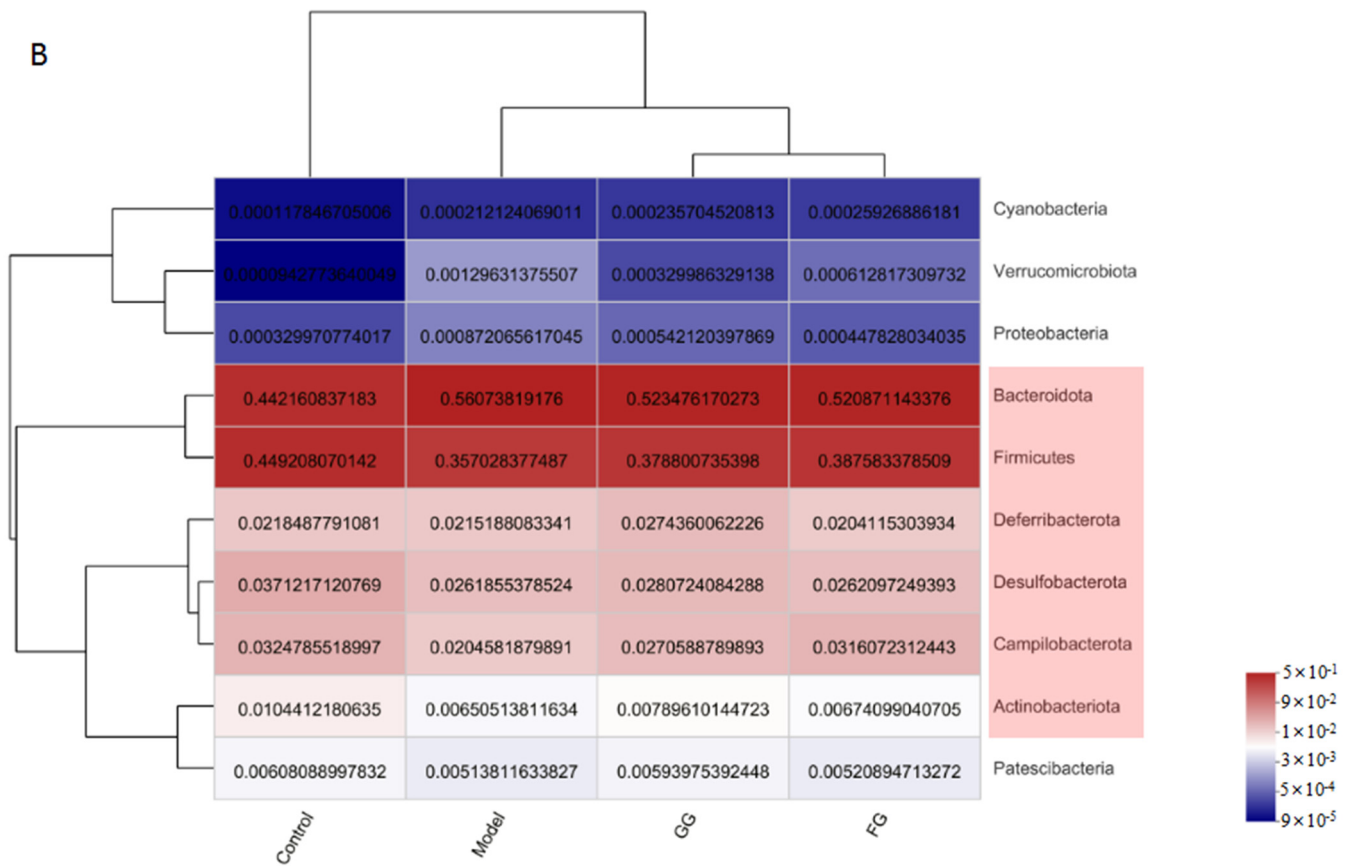 B
0.000117846705006 0.000212124069011 0.000235704520813 0.00025926886181 Cyanobacteria
0.0000942773640049 0.00129631375507 0.000329986329138 0.000612817309732 Verrucomicrobiota
0.000329970774017 0.000872065617045 0.000542120397869 0.000447828034035 Proteobacteria
0.442160837183 0.56073819176 0.523476170273 0.520871143376 Bacteroidota
0.449208070142 0.357028377487 0.378800735398 0.387583378509 Firmicutes
0.0218487791081 0.0215188083341 0.0274360062226 0.0204115303934 Deferribacterota
0.0371217120769 0.0261855378524 0.0280724084288 0.0262097249393 Desulfobacterota
0.0324785518997 0.0204581879891 0.0270588789893 0.0316072312443 Campilobacterota
0.0104412180635 0.00650513811634 0.00789610144723 0.00674099040705 Actinobacteriota
0.00608088997832 0.00513811633827 0.00593975392448 0.00520894713272 Patescibacteria
Control Model GG FG
5×10⁻¹
9×10⁻²
1×10⁻²
3×10⁻³
5×10⁻⁴
9×10⁻⁵